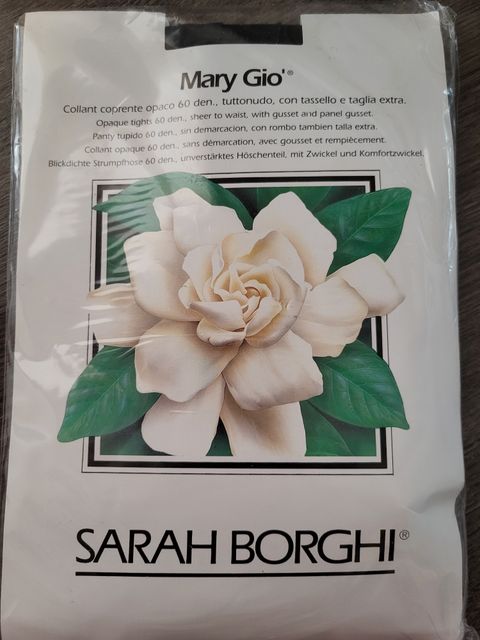 Mary Gio'®
Collant coprente opaco 60 den., tuttonudo, con tassello e taglia extra.
Opaque tights 60 den., sheer to waist, with gusset and panel gusset.
Panty tupido 60 den., sin demarcacion, con rombo tambien talla extra.
Collant opaque 60 den., sans démarcation, avec gousset et rempiècement.
Blickdichte Strumpfhose 60 den., unverstärktes Höschenteil, mit Zwickel und Komfortzwickel.
SARAH BORGHI®